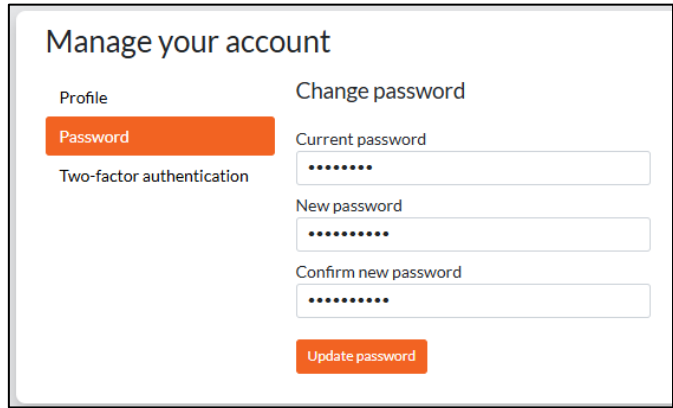 Manage your account
Profile
Password
Two-factor authentication
Change password
Current password
••••••••
New password
••••••••••
Confirm new password
••••••••••
Update password